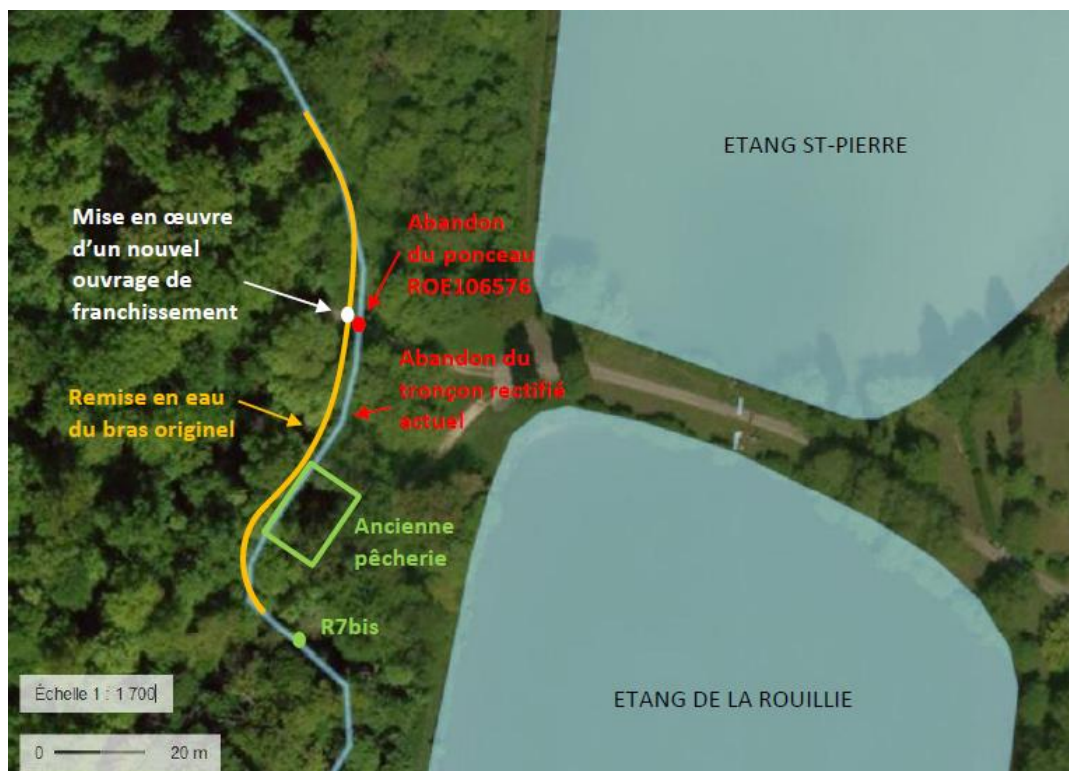 ETANG ST-PIERRE
Mise en œuvre
d'un nouvel
ouvrage de
franchissement
Abandon
du ponceau
ROE106576
Remise en eau
du bras originel
Abandon du
tronçon rectifié
actuel
Ancienne
pêcherie
R7bis
ETANG DE LA ROUILLIE
Échelle 1 : 1 700
0 20 m